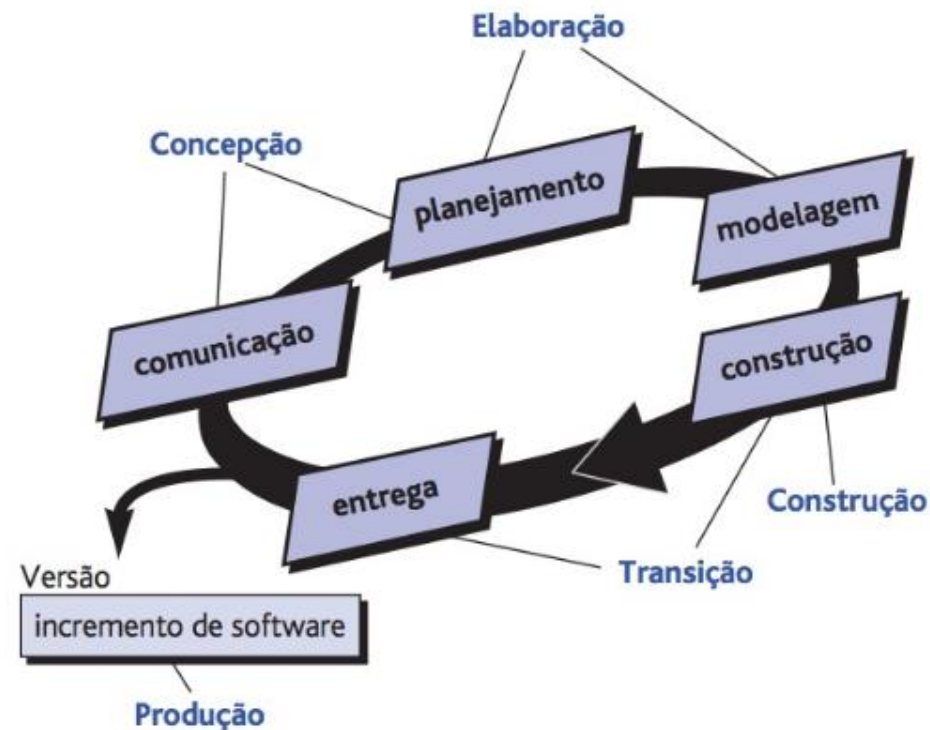 Elaboração
Concepção
planejamento
modelagem
comunicação
construção
entrega
Construção
Transição
Versão
incremento de software
Produção